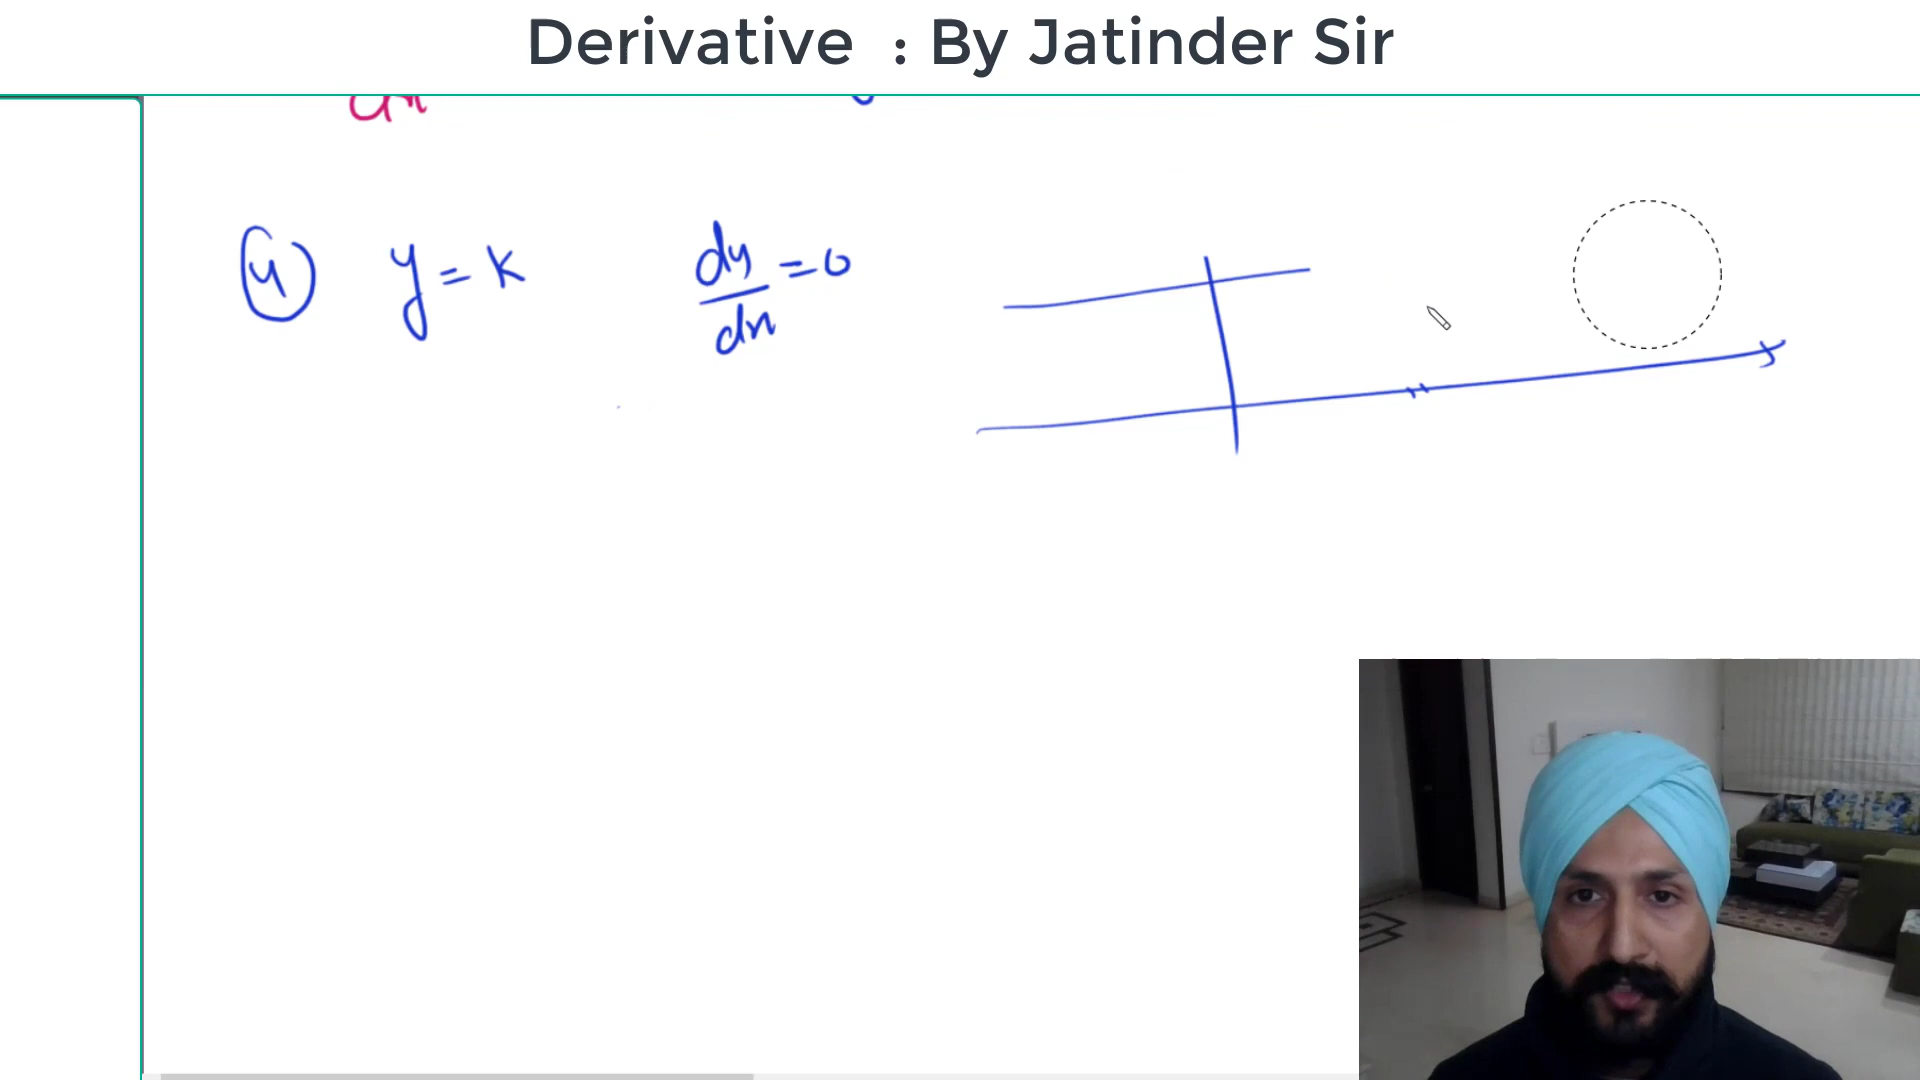 Derivative : By Jatinder Sir
④ y = k dy/dx = 0